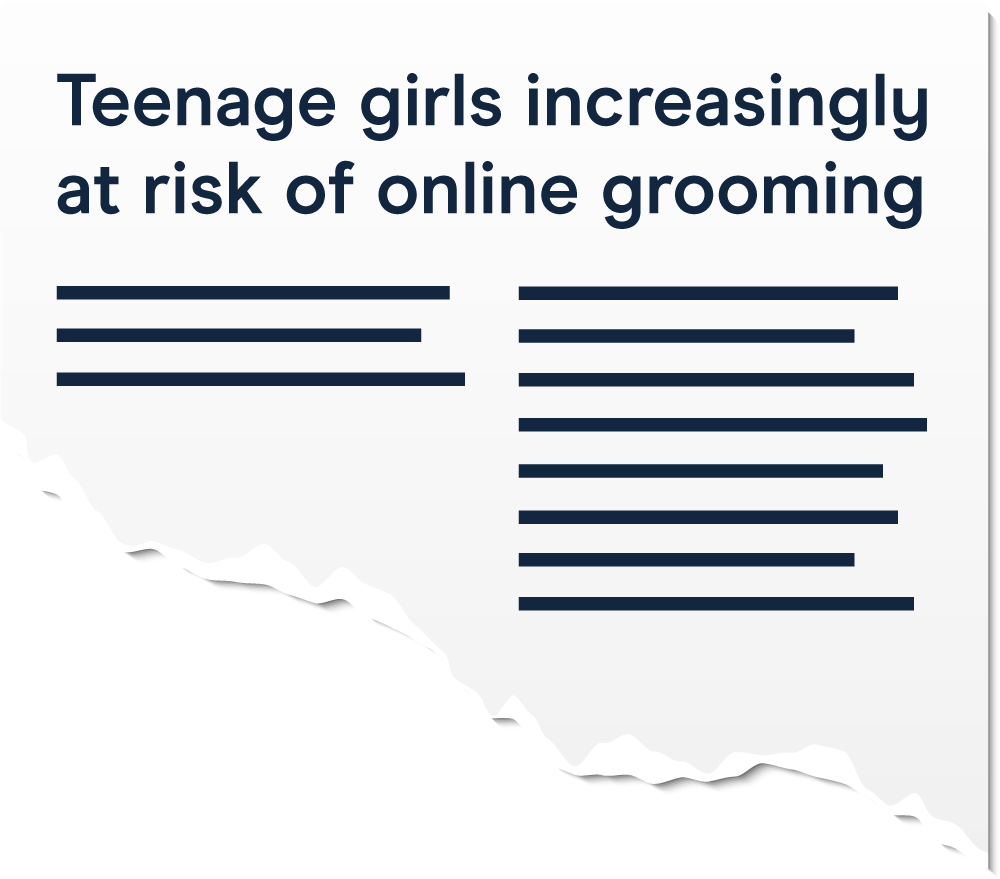 Teenage girls increasingly
at risk of online grooming